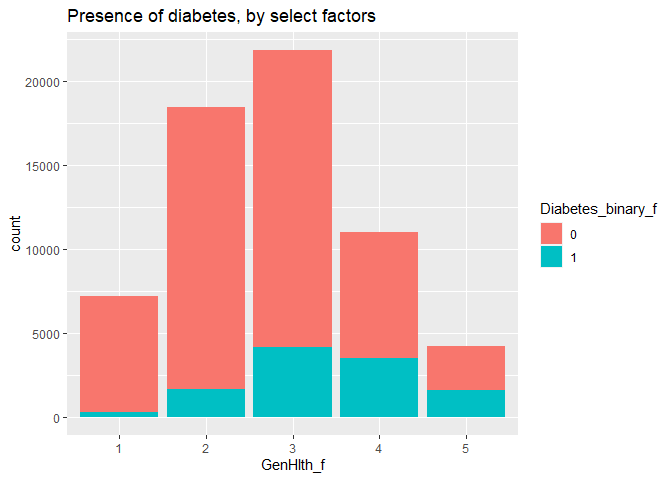 Presence of diabetes, by select factors
20000
15000
10000
5000
0
count
1 2 3 4 5
GenHlth_f
Diabetes_binary_f
0
1